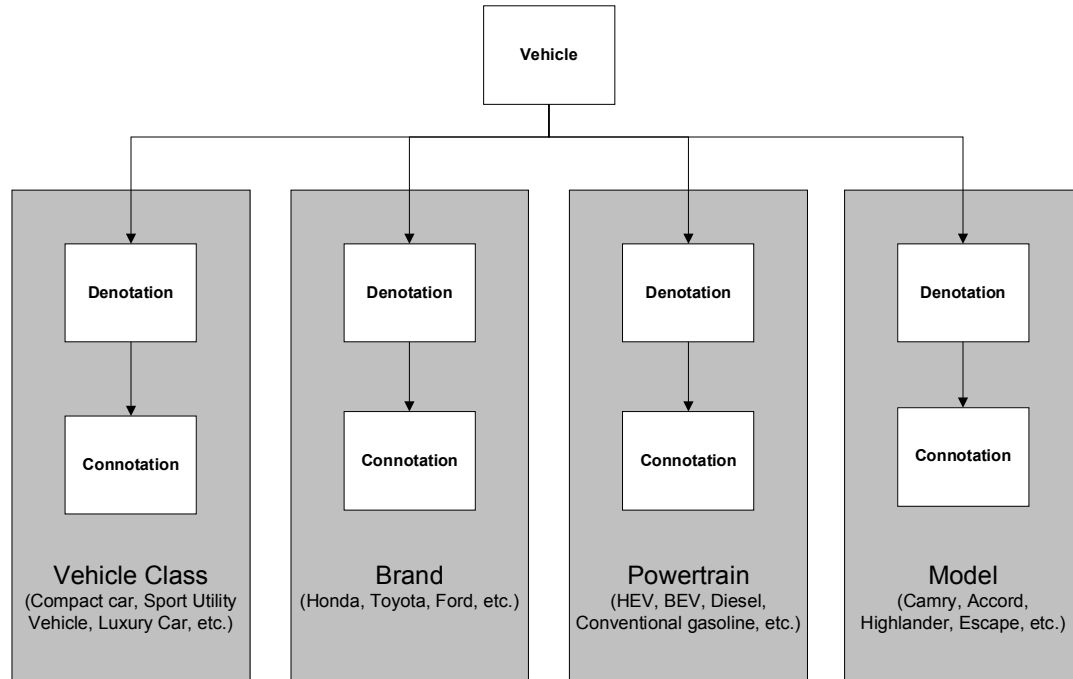 Vehicle
Denotation
Connotation
Vehicle Class
(Compact car, Sport Utility
Vehicle, Luxury Car, etc.)
Denotation
Connotation
Brand
(Honda, Toyota, Ford, etc.)
Denotation
Connotation
Powertrain
(HEV, BEV, Diesel,
Conventional gasoline, etc.)
Denotation
Connotation
Model
(Camry, Accord,
Highlander, Escape, etc.)